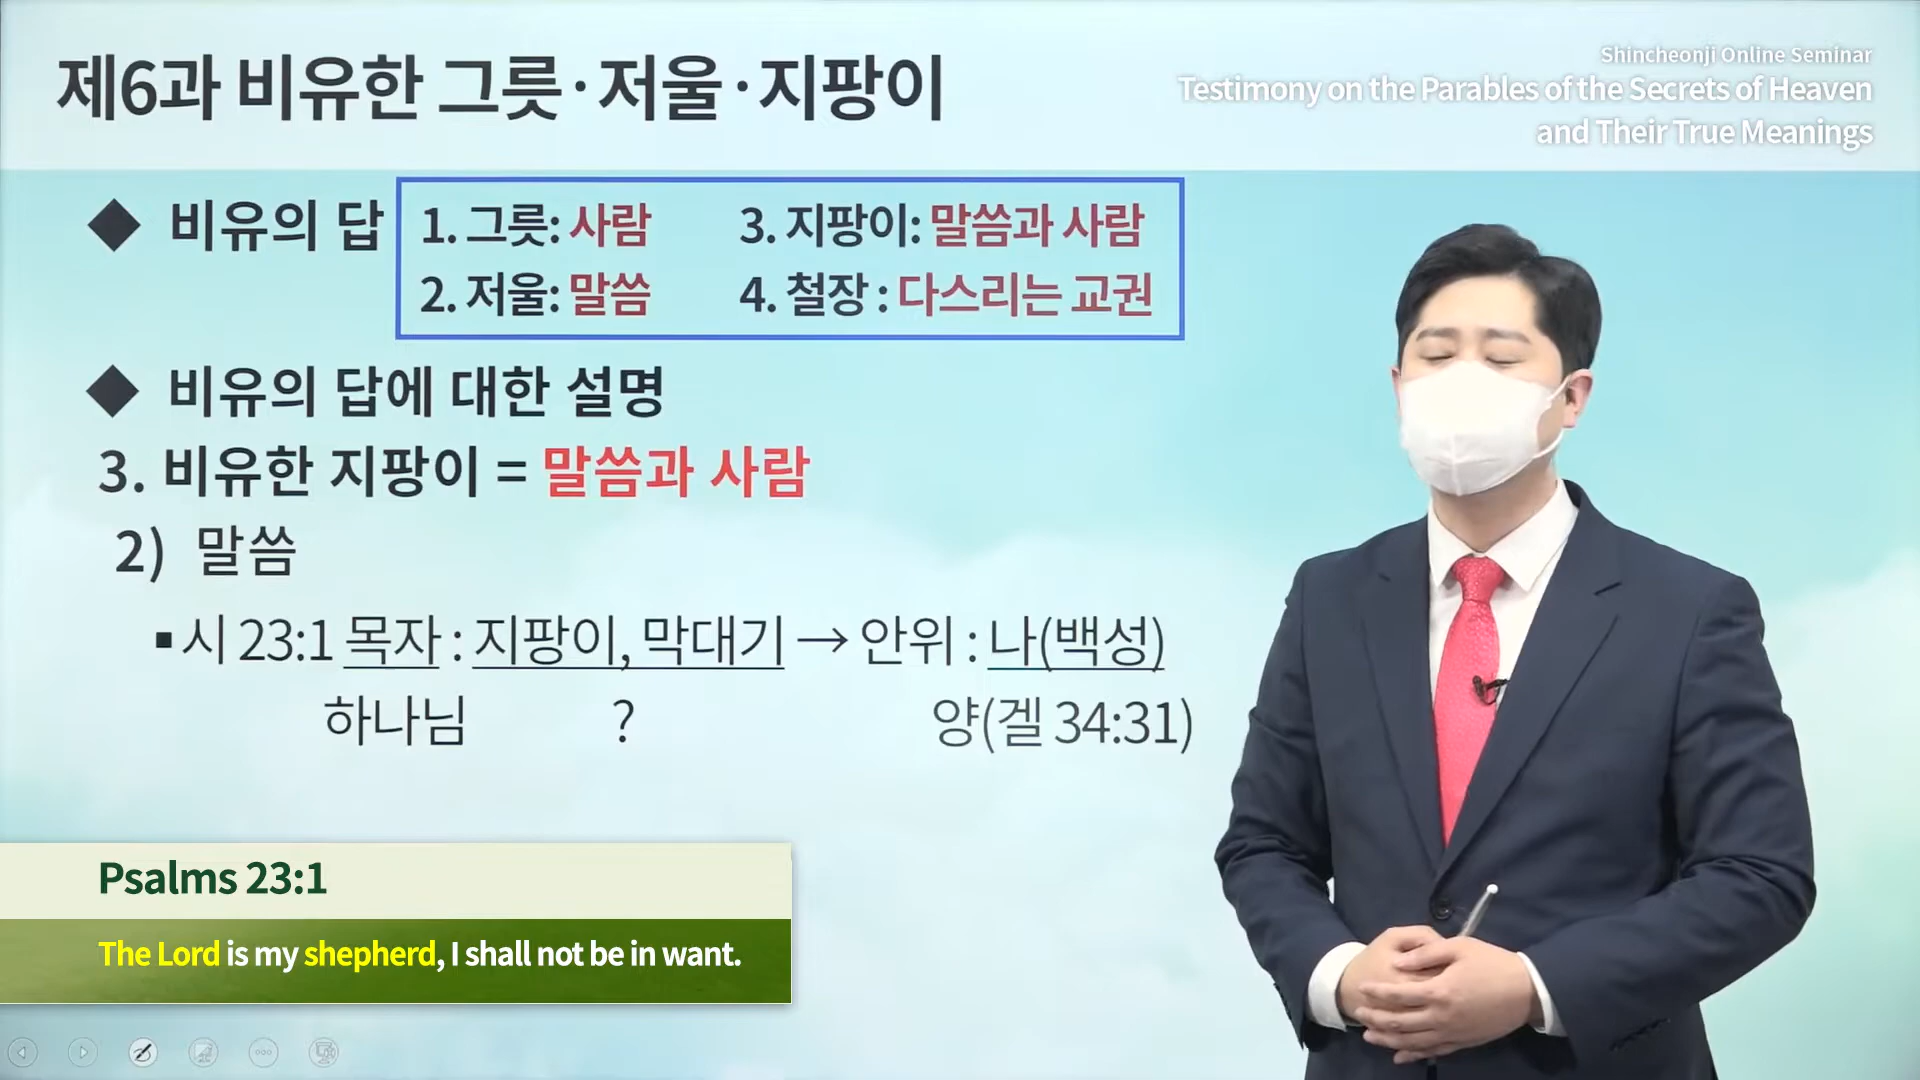 제6과 비유한 그릇·저울·지팡이
Shincheonji Online Seminar
Testimony on the Parables of the Secrets of Heaven
and Their True Meanings
◆ 비유의 답
1. 그릇: 사람 3. 지팡이: 말씀과 사람
2. 저울: 말씀 4. 철장 : 다스리는 교권
◆ 비유의 답에 대한 설명
3. 비유한 지팡이 = 말씀과 사람
2) 말씀
▪시 23:1 목자 : 지팡이, 막대기 → 안위 : 나(백성)
하나님 ? 양(겔 34:31)
Psalms 23:1
The Lord is my shepherd, I shall not be in want.